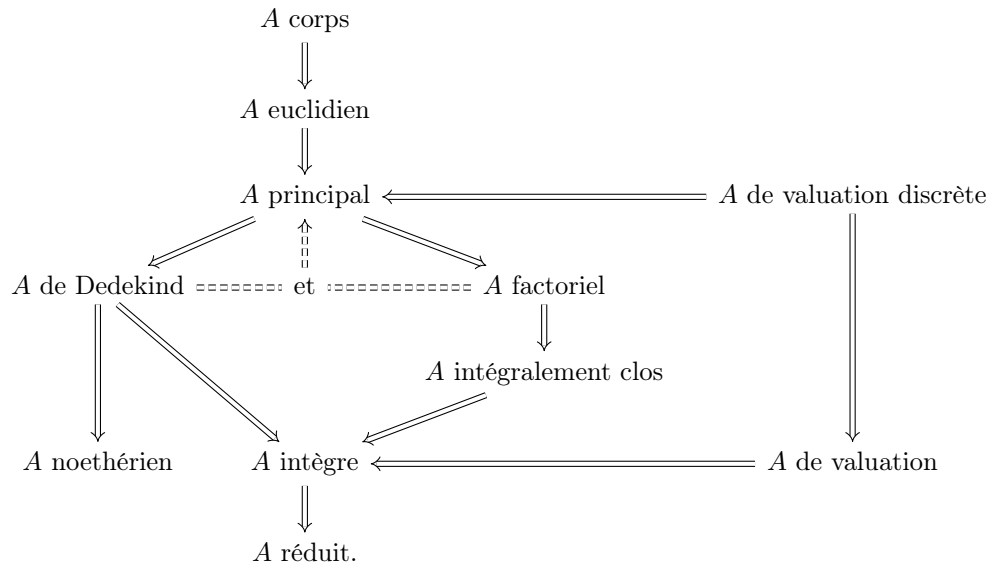 A corps
A euclidien
A principal
A de valuation discrète
A de Dedekind
et
A factoriel
A intégralement clos
A noethérien
A intègre
A de valuation
A réduit.